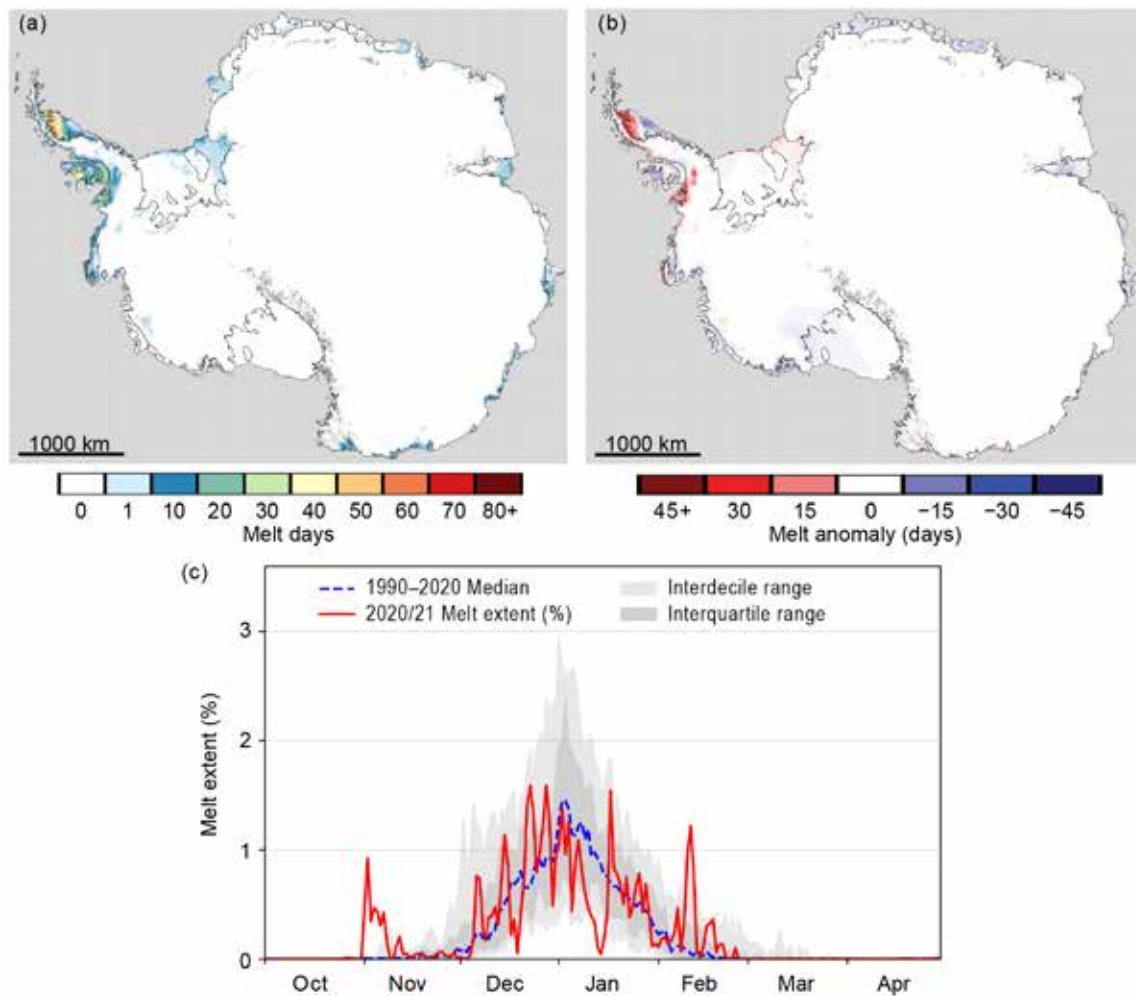 (a)
(b)
1000 km
1000 km
0 1 10 20 30 40 50 60 70 80+
Melt days
45+ 30 15 0 −15 −30 −45
Melt anomaly (days)
(c)
1990–2020 Median
Interdecile range
2020/21 Melt extent (%)
Interquartile range
3
2
1
0
Melt extent (%)
Oct Nov Dec Jan Feb Mar Apr